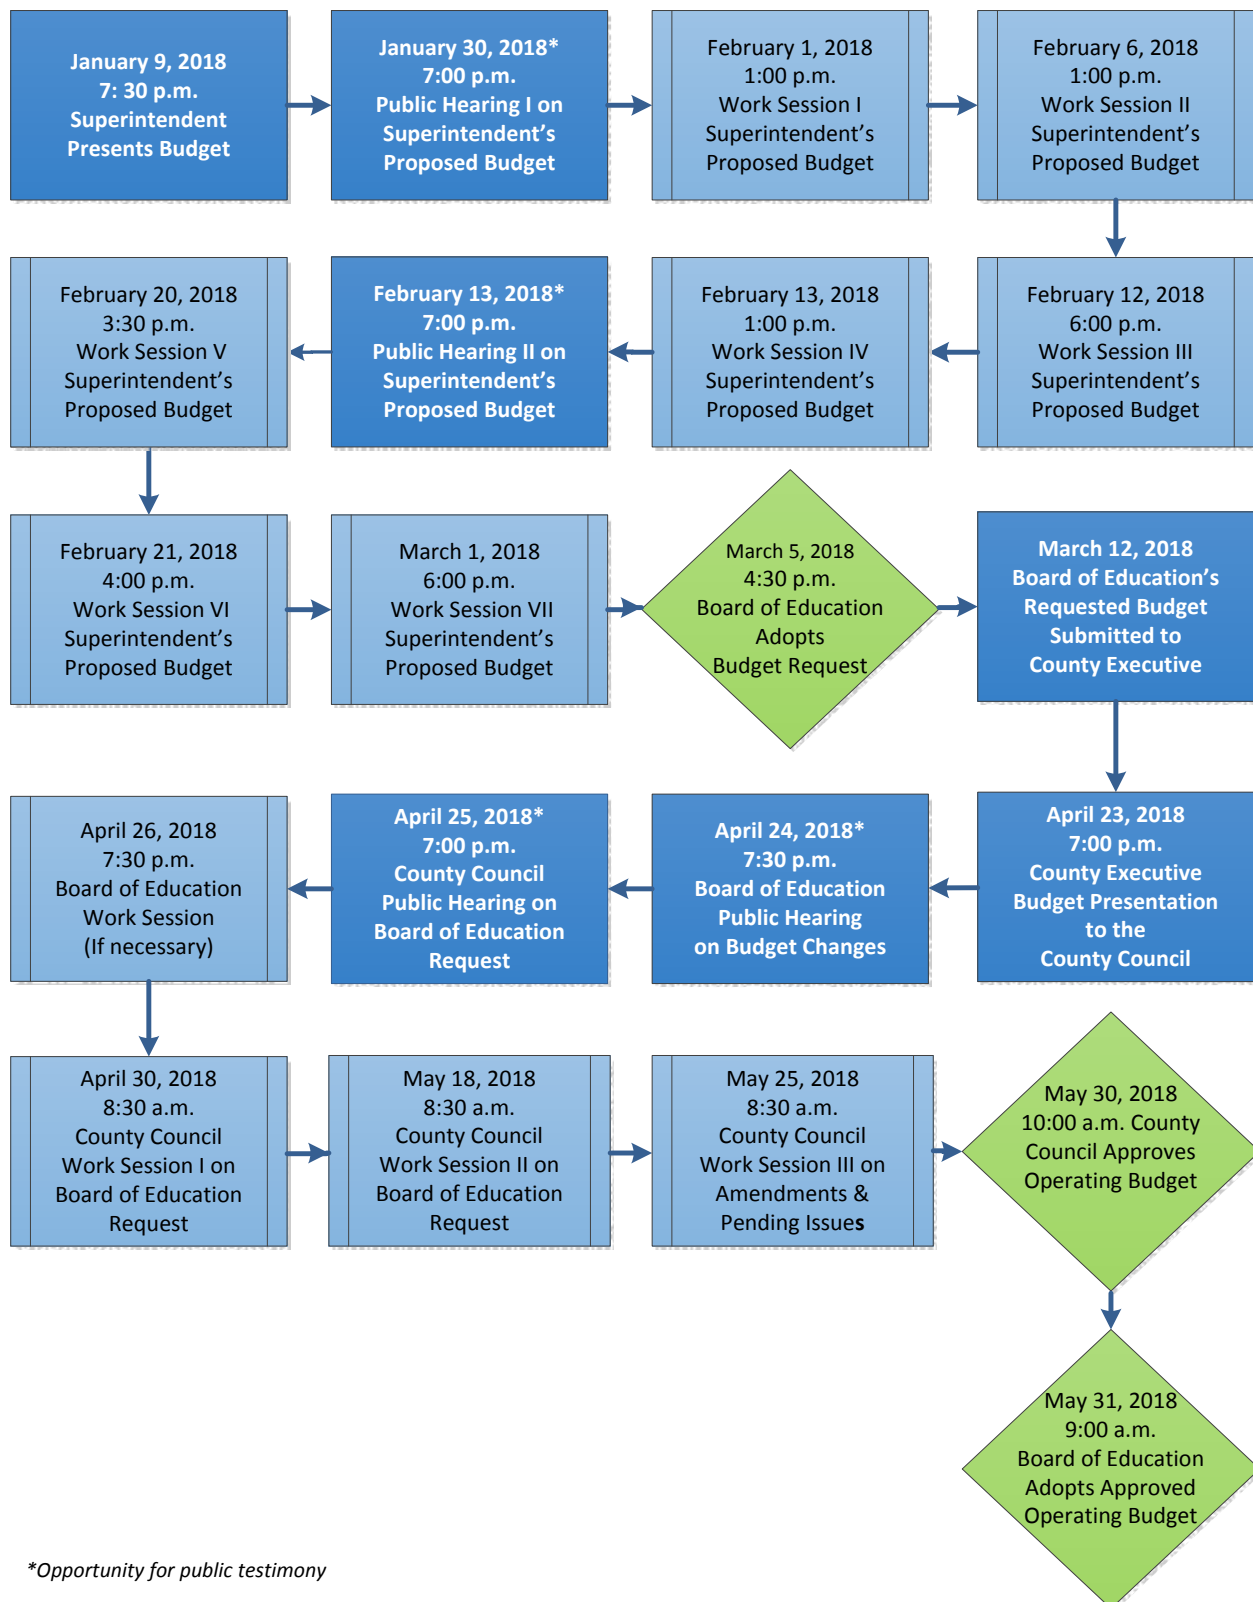 January 9, 2018
7: 30 p.m.
Superintendent
Presents Budget
January 30, 2018*
7:00 p.m.
Public Hearing I on
Superintendent’s
Proposed Budget
February 1, 2018
1:00 p.m.
Work Session I
Superintendent’s
Proposed Budget
February 6, 2018
1:00 p.m.
Work Session II
Superintendent’s
Proposed Budget
February 12, 2018
6:00 p.m.
Work Session III
Superintendent’s
Proposed Budget
February 13, 2018
1:00 p.m.
Work Session IV
Superintendent’s
Proposed Budget
February 13, 2018*
7:00 p.m.
Public Hearing II on
Superintendent’s
Proposed Budget
February 20, 2018
3:30 p.m.
Work Session V
Superintendent’s
Proposed Budget
February 21, 2018
4:00 p.m.
Work Session VI
Superintendent’s
Proposed Budget
March 1, 2018
6:00 p.m.
Work Session VII
Superintendent’s
Proposed Budget
March 5, 2018
4:30 p.m.
Board of Education
Adopts
Budget Request
March 12, 2018
Board of Education’s
Requested Budget
Submitted to
County Executive
April 23, 2018
7:00 p.m.
County Executive
Budget Presentation
to the
County Council
April 24, 2018*
7:30 p.m.
Board of Education
Public Hearing
on Budget Changes
April 25, 2018*
7:00 p.m.
County Council
Public Hearing on
Board of Education
Request
April 26, 2018
7:30 p.m.
Board of Education
Work Session
(If necessary)
April 30, 2018
8:30 a.m.
County Council
Work Session I on
Board of Education
Request
May 18, 2018
8:30 a.m.
County Council
Work Session II on
Board of Education
Request
May 25, 2018
8:30 a.m.
County Council
Work Session III on
Amendments &
Pending Issues
May 30, 2018
10:00 a.m. County
Council Approves
Operating Budget
May 31, 2018
9:00 a.m.
Board of Education
Adopts Approved
Operating Budget
*Opportunity for public testimony